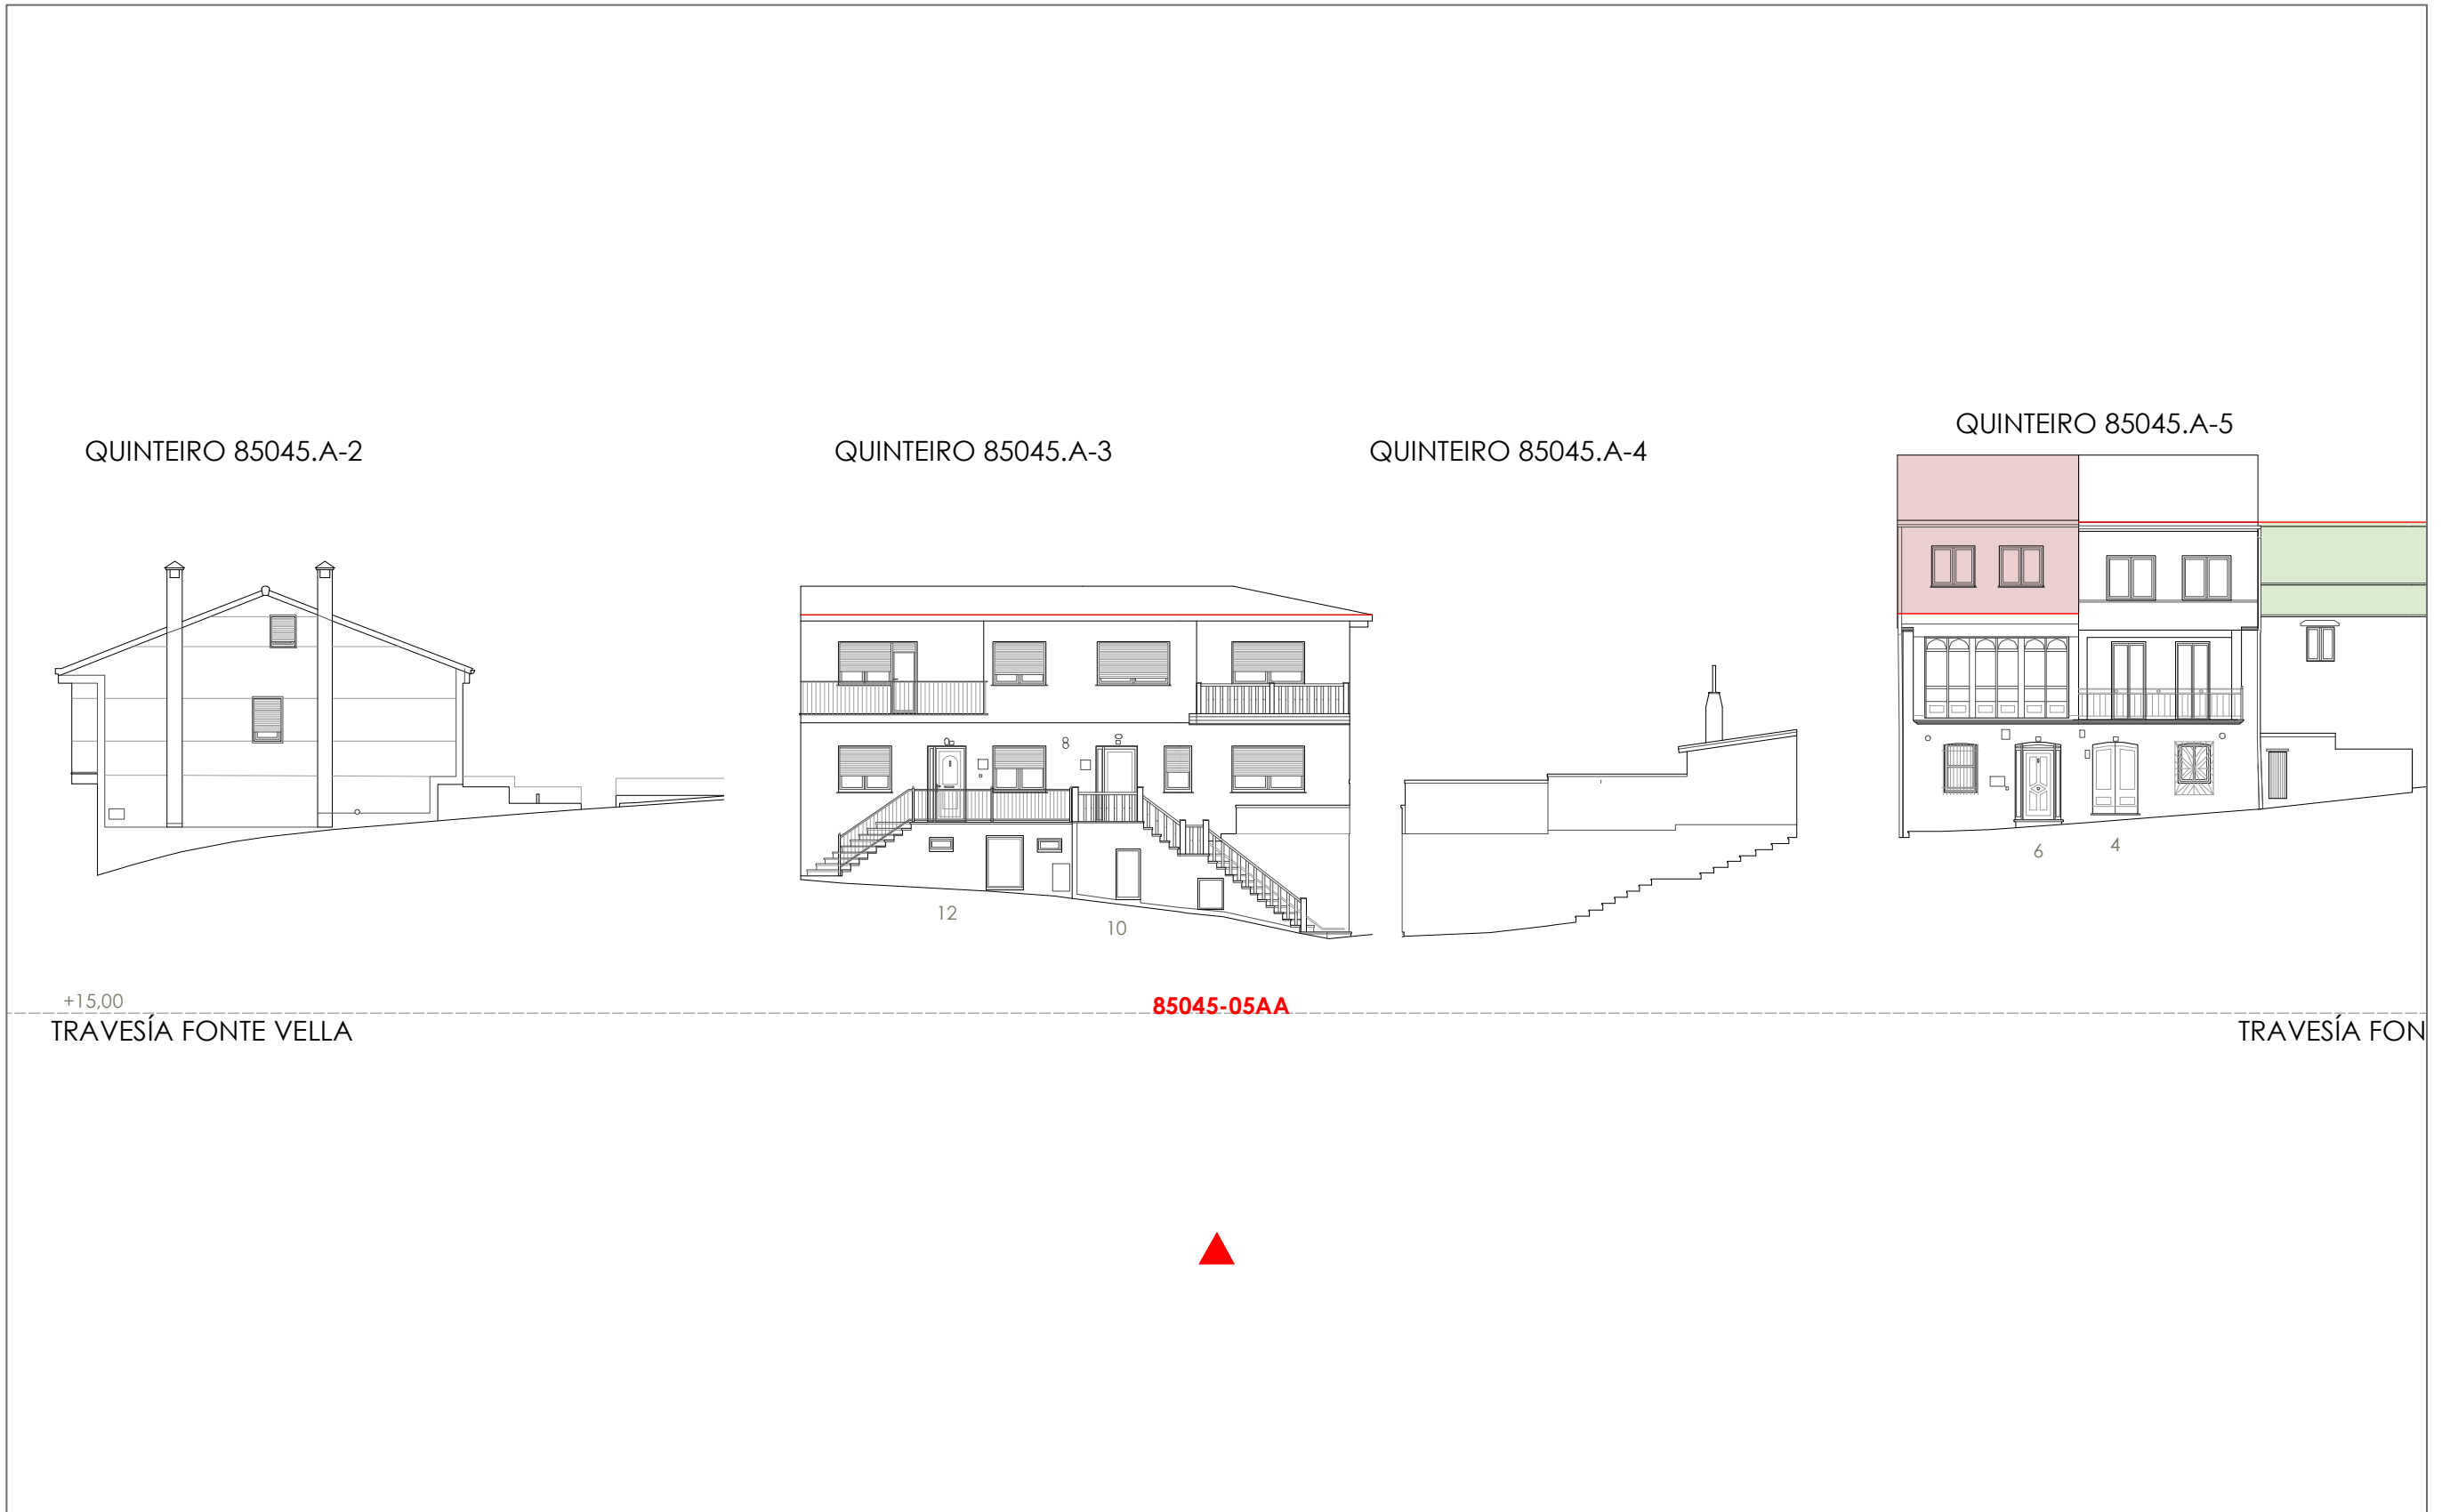 QUINTEIRO 85045.A-5
QUINTEIRO 85045.A-2
QUINTEIRO 85045.A-3
QUINTEIRO 85045.A-4
6
4
12
10
+15,00
85045-05AA
TRAVESÍA FONTE VELLA
TRAVESÍA FON